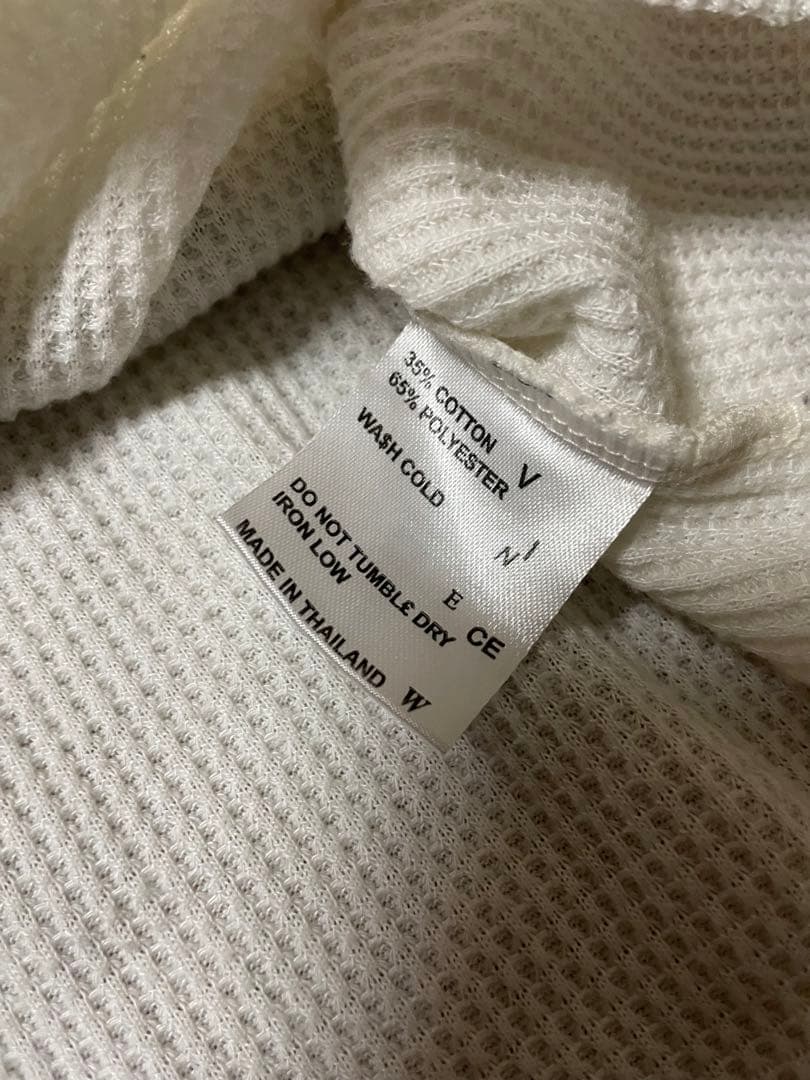 35% COTTON
65% POLYESTER V
WA$H COLD
N I
DO NOT TUMBL£ DRY E CE
IRON LOW
MADE IN THAILAND W